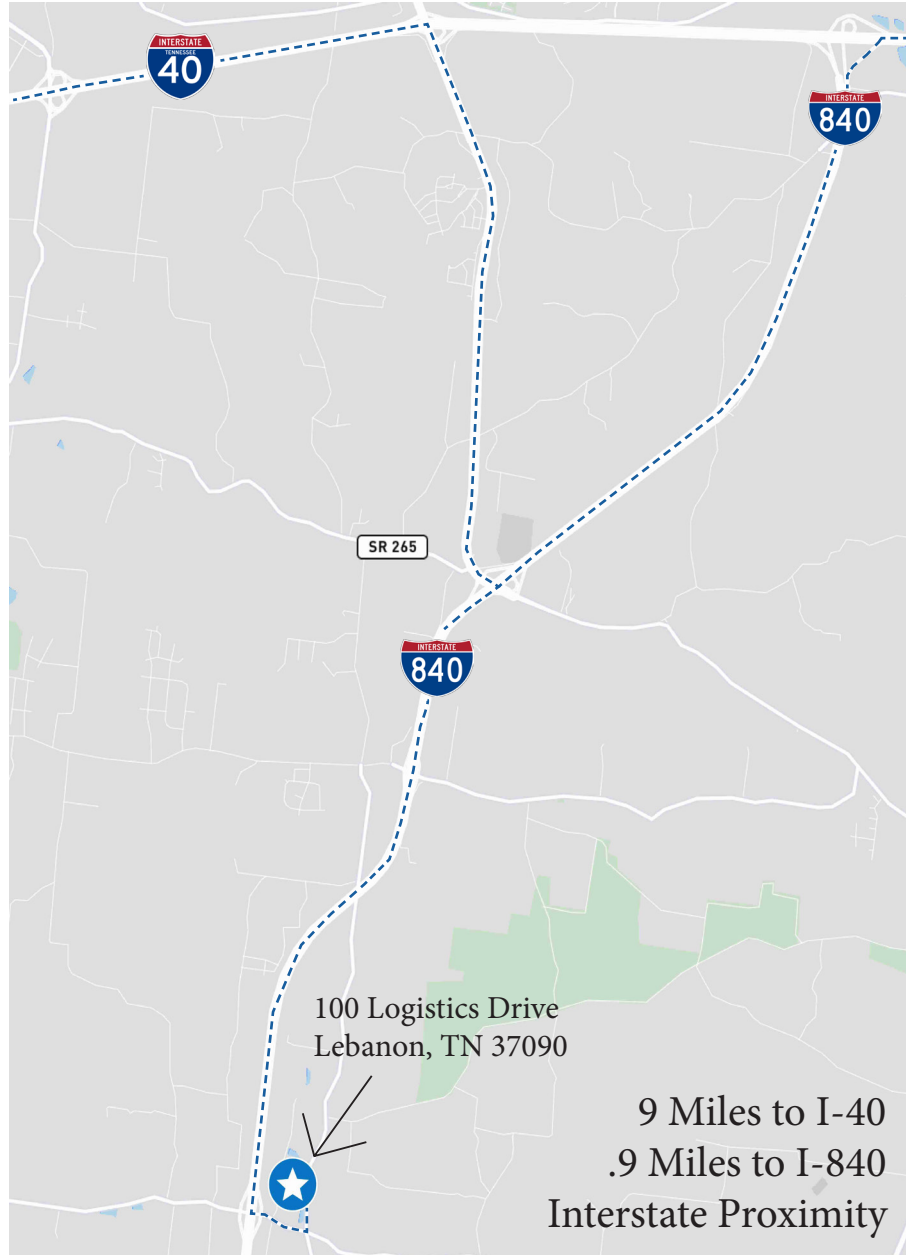 INTERSTATE
TENNESSEE
40
INTERSTATE
840
SR 265
INTERSTATE
840
100 Logistics Drive
Lebanon, TN 37090
9 Miles to I-40
.9 Miles to I-840
Interstate Proximity